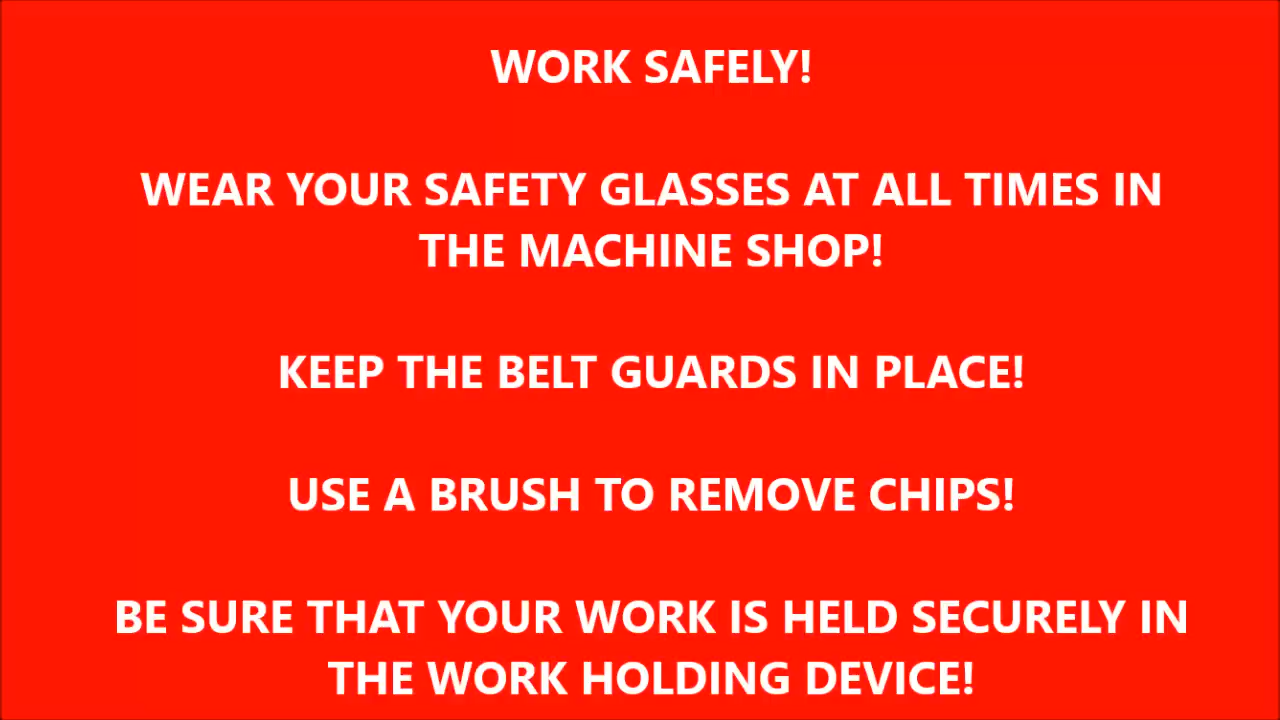 WORK SAFELY!
WEAR YOUR SAFETY GLASSES AT ALL TIMES IN
THE MACHINE SHOP!
KEEP THE BELT GUARDS IN PLACE!
USE A BRUSH TO REMOVE CHIPS!
BE SURE THAT YOUR WORK IS HELD SECURELY IN
THE WORK HOLDING DEVICE!